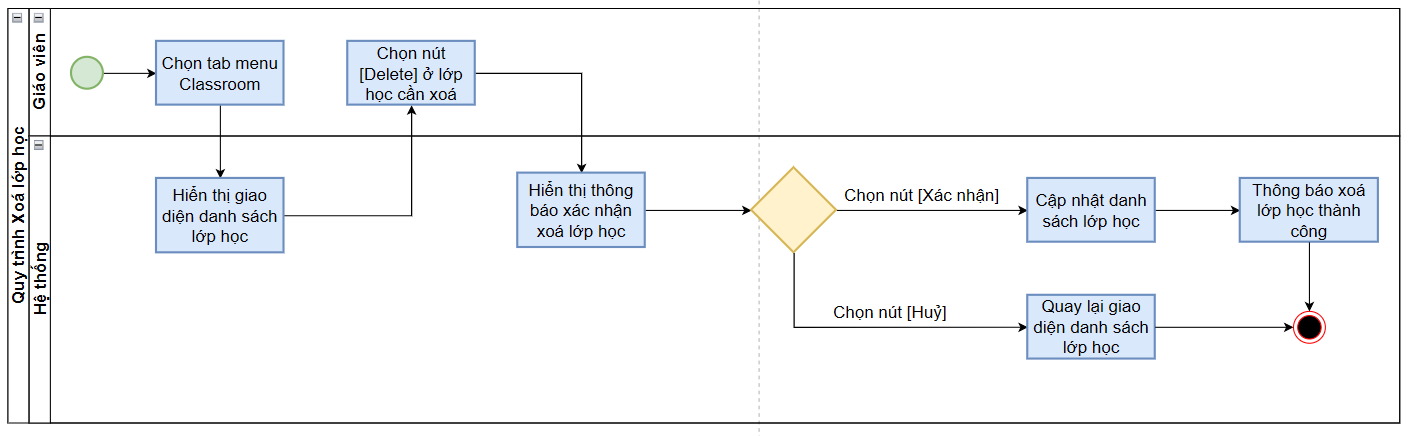 Quy trình Xoá lớp học
Giáo viên
Chọn tab menu
Classroom
Chọn nút
[Delete] ở lớp
học cần xoá
Hệ thống
Hiển thị giao
diện danh sách
lớp học
Hiển thị thông
báo xác nhận
xoá lớp học
Chọn nút [Xác nhận]
Cập nhật danh
sách lớp học
Thông báo xoá
lớp học thành
công
Chọn nút [Huỷ]
Quay lại giao
diện danh sách
lớp học